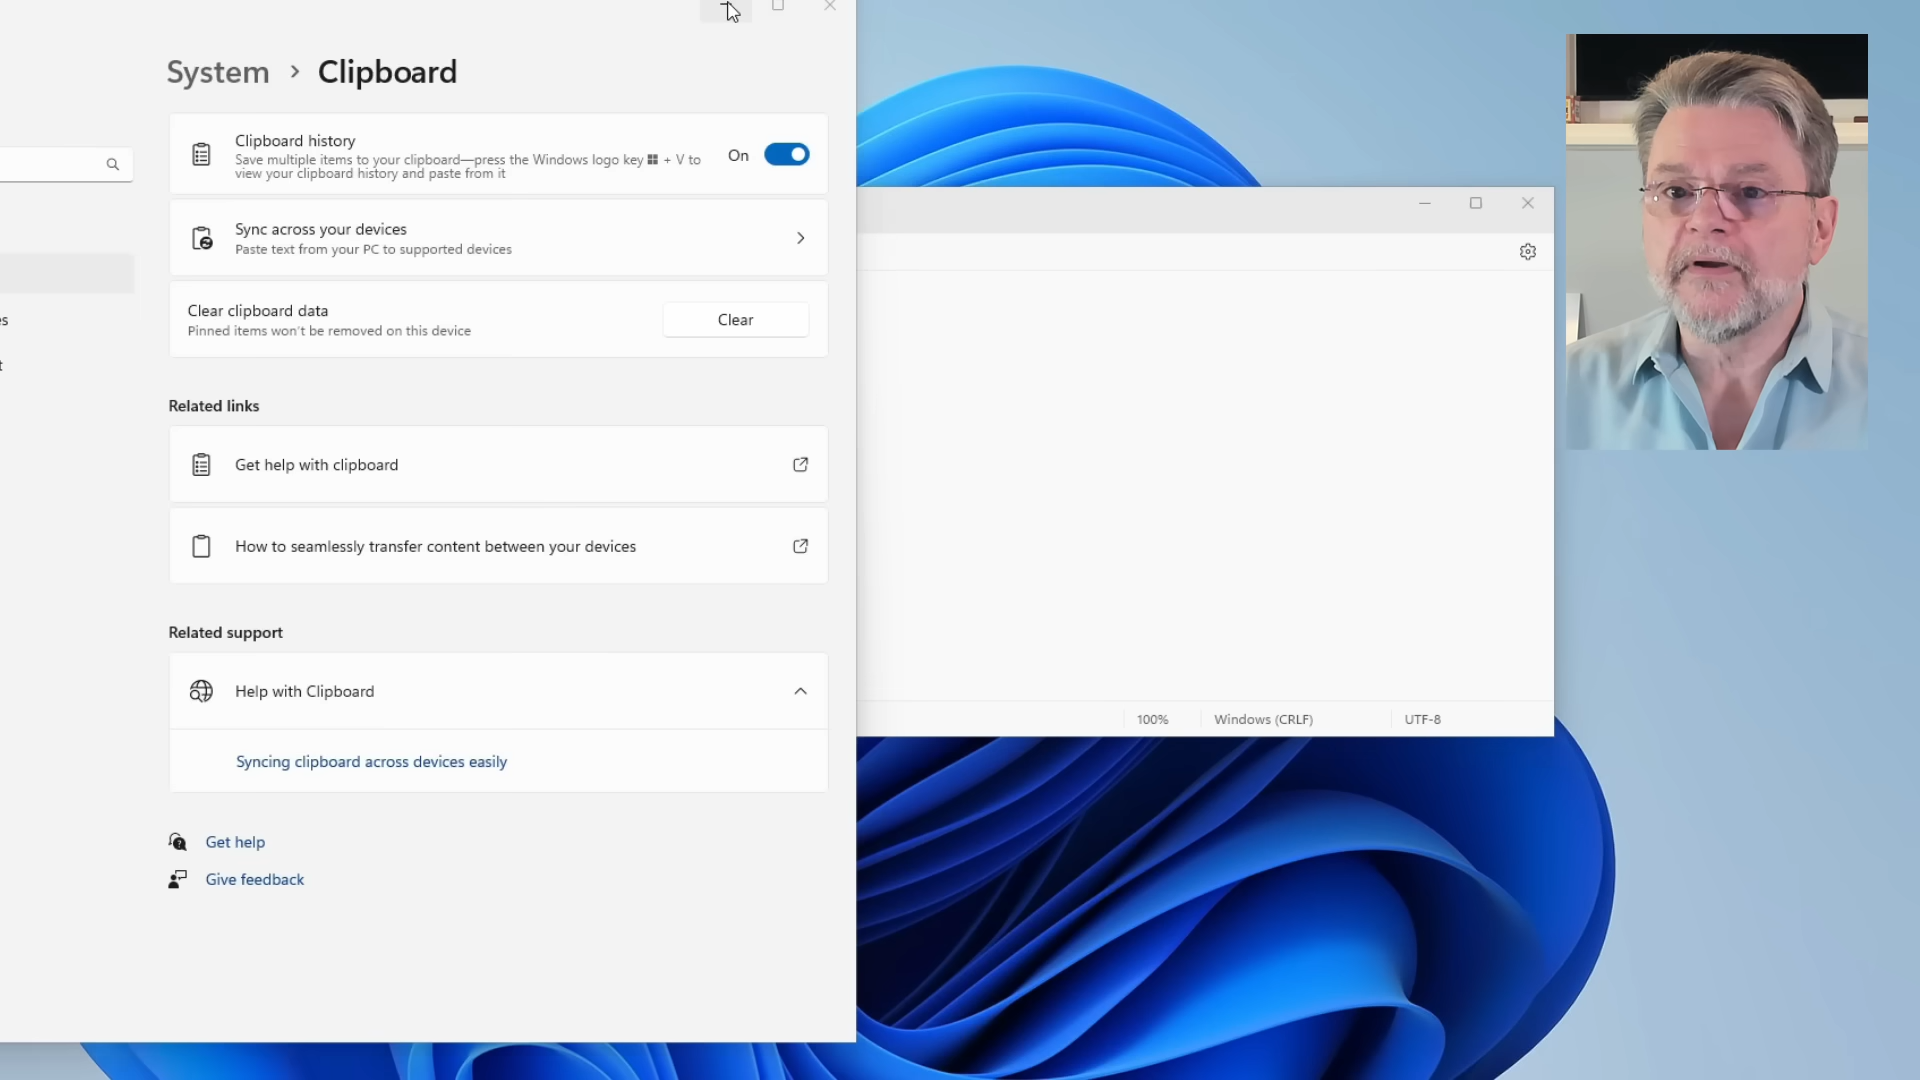 System > Clipboard
Clipboard history
Save multiple items to your clipboard—press the Windows logo key + V to
view your clipboard history and paste from it
On
Sync across your devices
Paste text from your PC to supported devices
Clear clipboard data
Pinned items won't be removed on this device
Clear
Related links
Get help with clipboard
How to seamlessly transfer content between your devices
Related support
Help with Clipboard
Syncing clipboard across devices easily
Get help
Give feedback
es
t
100%
Windows (CRLF)
UTF-8